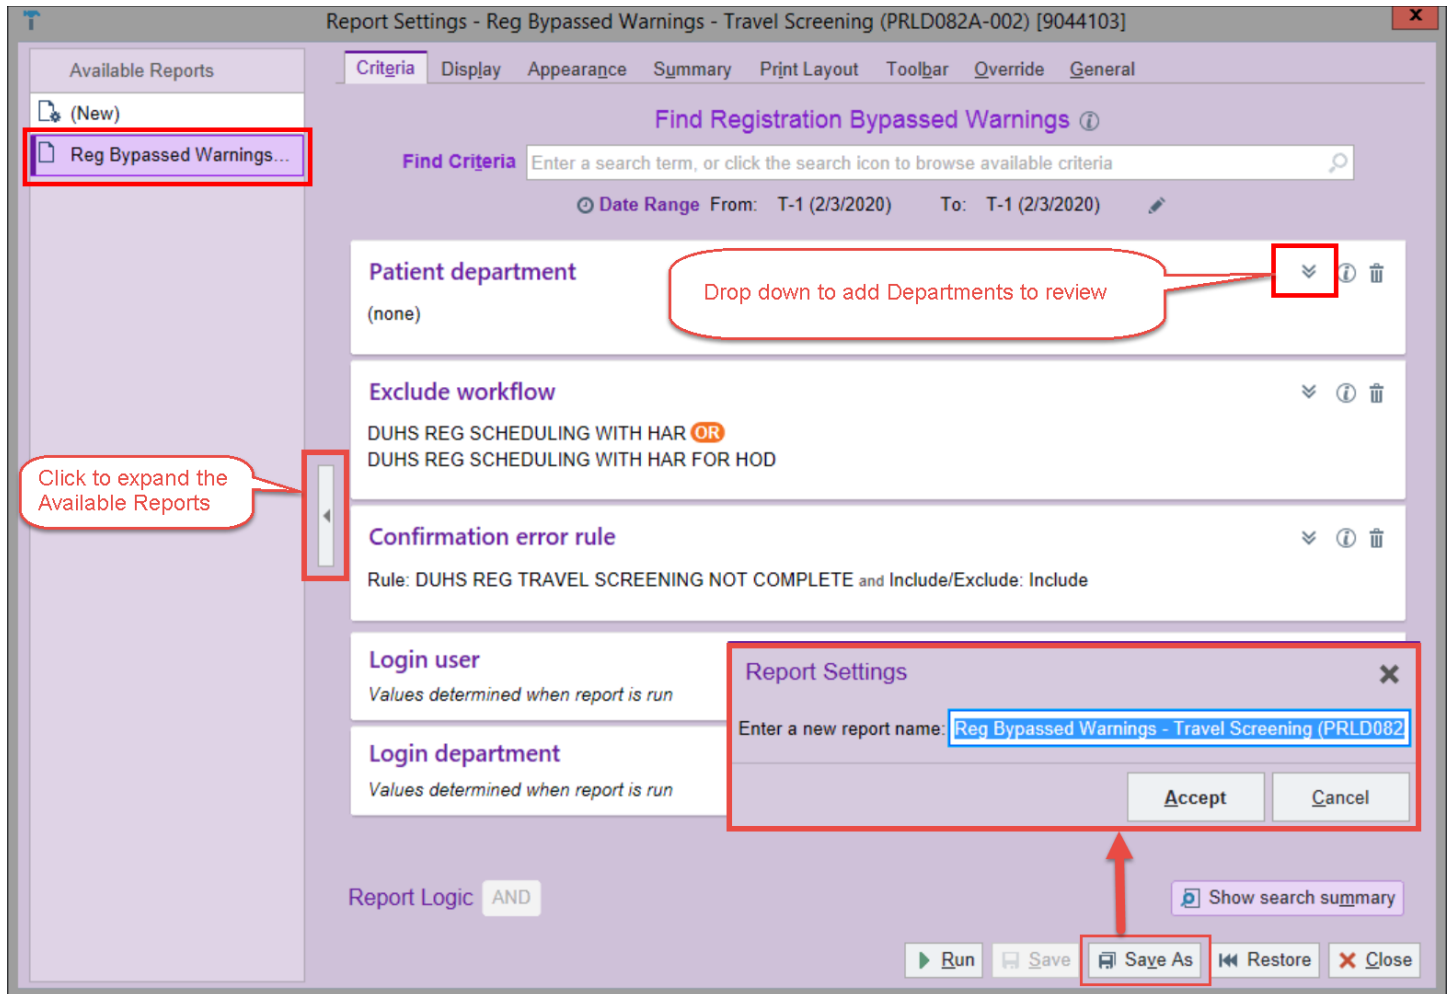 Report Settings - Reg Bypassed Warnings - Travel Screening (PRLD082A-002) [9044103]
x
Available Reports
(New)
Reg Bypassed Warnings...
Criteria Display Appearance Summary Print Layout Toolbar Override General
Find Registration Bypassed Warnings
Find Criteria Enter a search term, or click the search icon to browse available criteria
Date Range From: T-1 (2/3/2020) To: T-1 (2/3/2020)
Patient department
(none)
Drop down to add Departments to review
Exclude workflow
DUHS REG SCHEDULING WITH HAR OR
DUHS REG SCHEDULING WITH HAR FOR HOD
Click to expand the
Available Reports
Confirmation error rule
Rule: DUHS REG TRAVEL SCREENING NOT COMPLETE and Include/Exclude: Include
Login user
Values determined when report is run
Login department
Values determined when report is run
Report Settings
Enter a new report name: Reg Bypassed Warnings - Travel Screening (PRLD082
Accept Cancel
Report Logic AND
Show search summary
Run Save Save As Restore Close